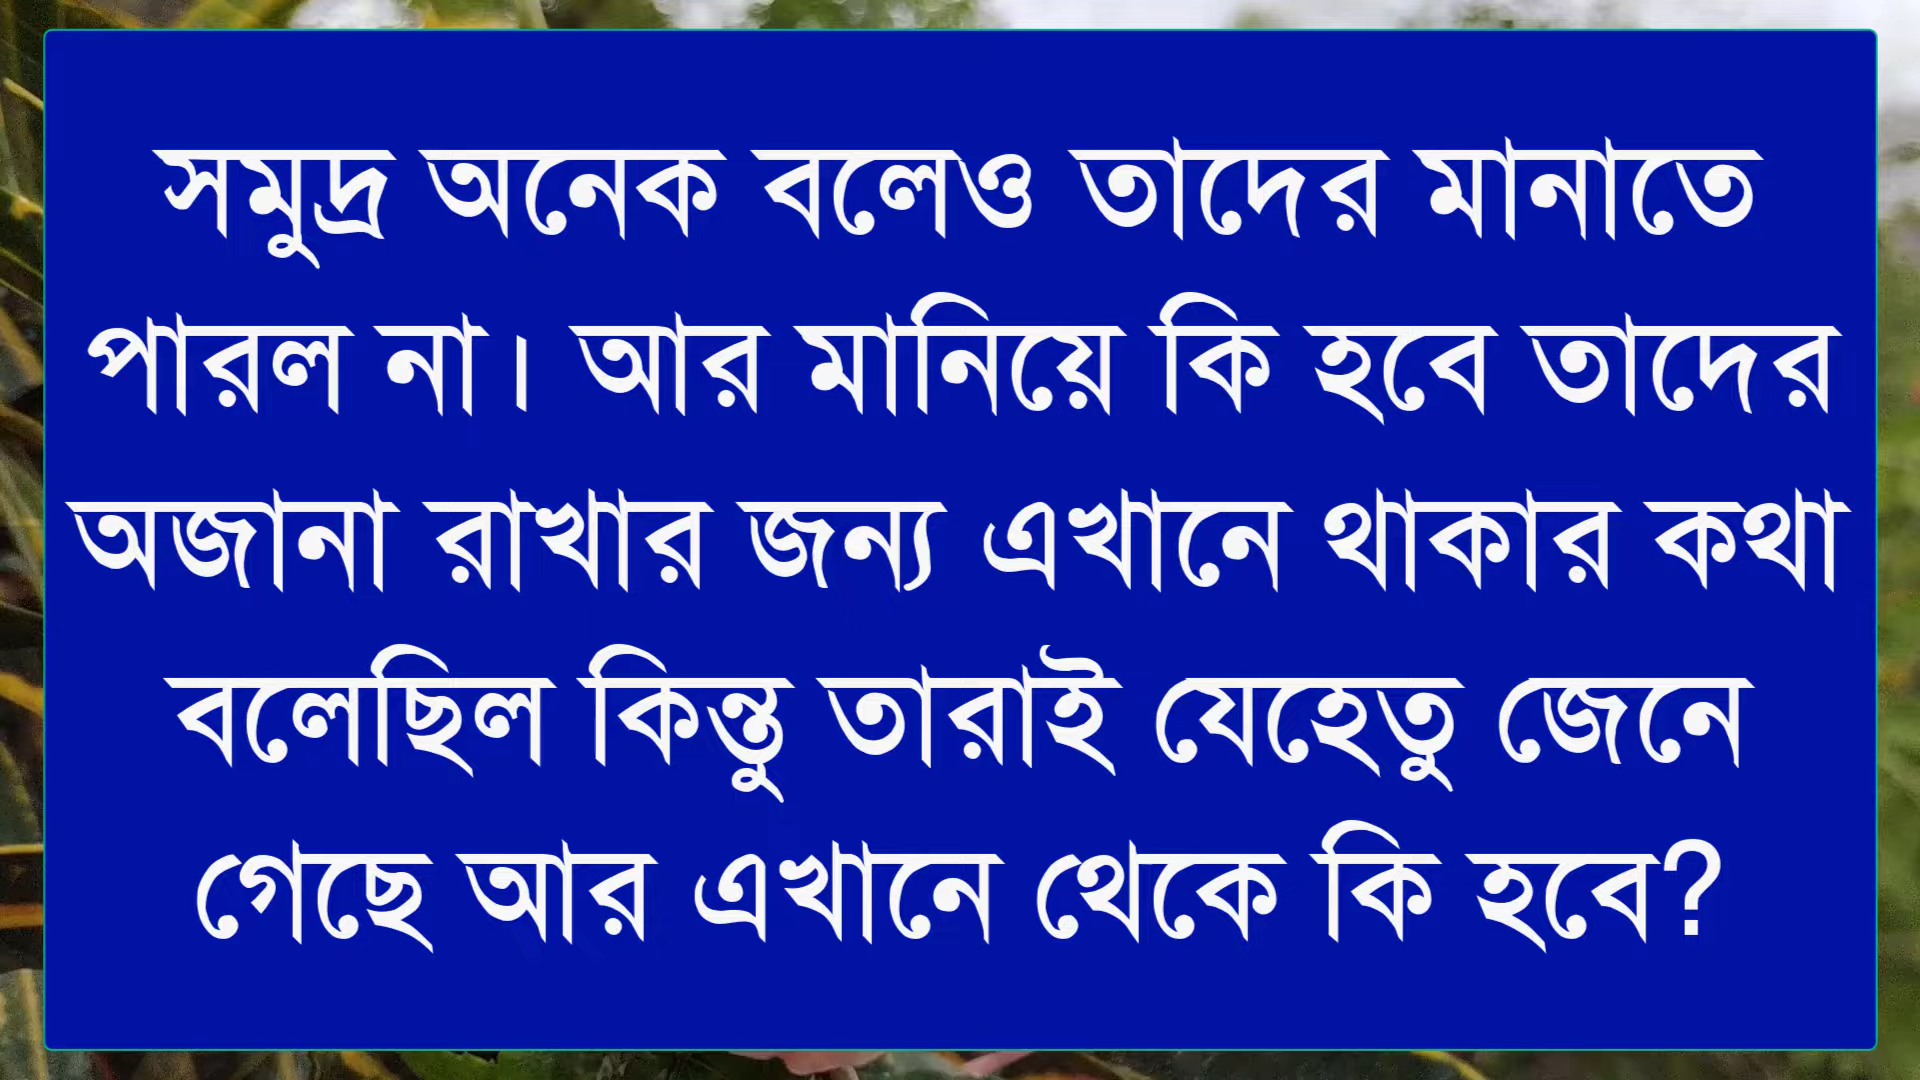 সমুদ্র অনেক বলেও তাদের মানাতে
পারল না। আর মানিয়ে কি হবে তাদের
অজানা রাখার জন্য এখানে থাকার কথা
বলেছিল কিন্তু তারাই যেহেতু জেনে
গেছে আর এখানে থেকে কি হবে?